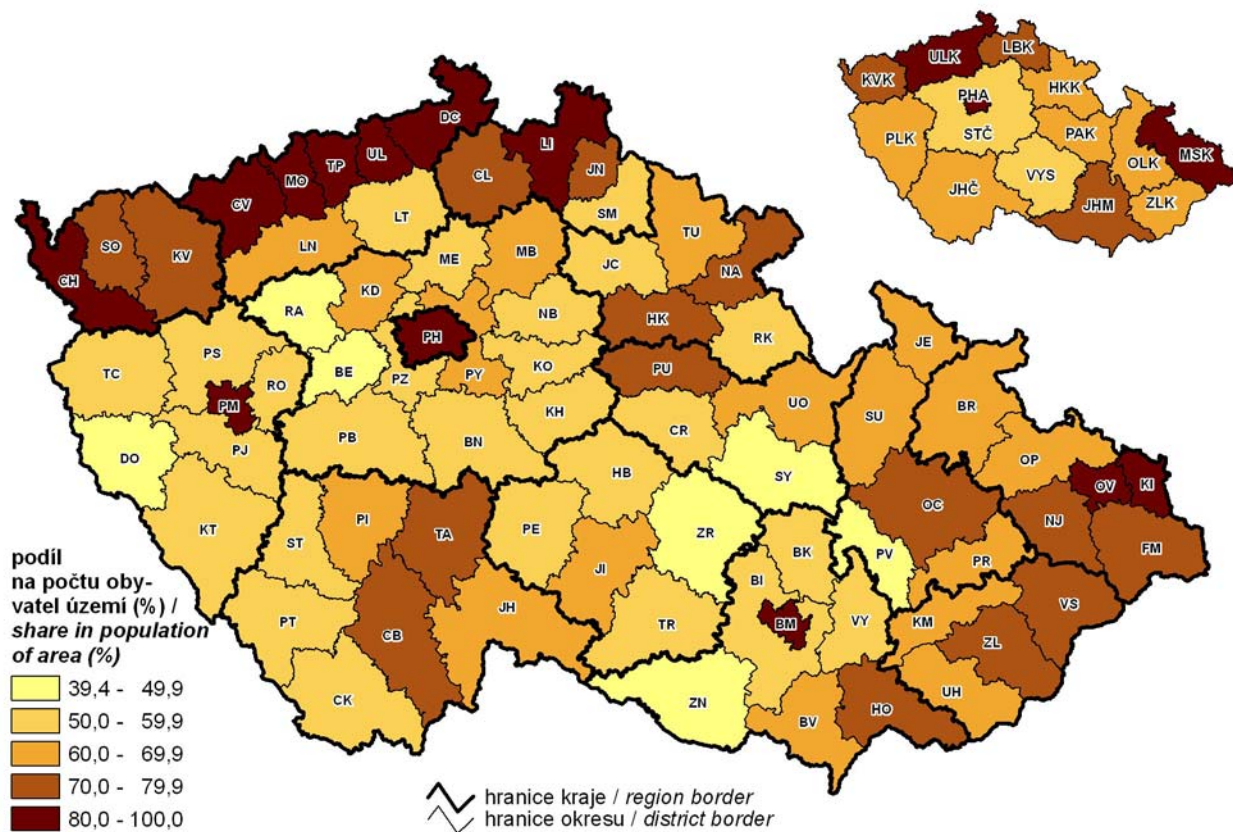 DC
LI
UL
TP
MO
CV
CL
JN
SM
LT
LN
SO
KV
CH
ME
MB
TU
JC
NA
RA
KD
NB
HK
RK
PH
BE
PZ
PY
KO
PU
TC
PS
RO
PM
PJ
DO
KT
PB
BN
KH
CR
UO
SY
HB
ZR
SU
JE
BR
OP
OV
KI
OC
NJ
FM
PV
PR
ST
PI
TA
PE
JI
TR
BK
BI
BM
VY
KM
VS
ZL
UH
PT
CB
JH
CK
ZN
BV
HO
ULK
LBK
KVK
HKK
PHA
STČ
PLK
PAK
OLK
MSK
JHČ
VYS
JHM
ZLK
podíl
na počtu oby-
vatel území (%) /
share in population
of area (%)
39,4 - 49,9
50,0 - 59,9
60,0 - 69,9
70,0 - 79,9
80,0 - 100,0
hranice kraje / region border
hranice okresu / district border